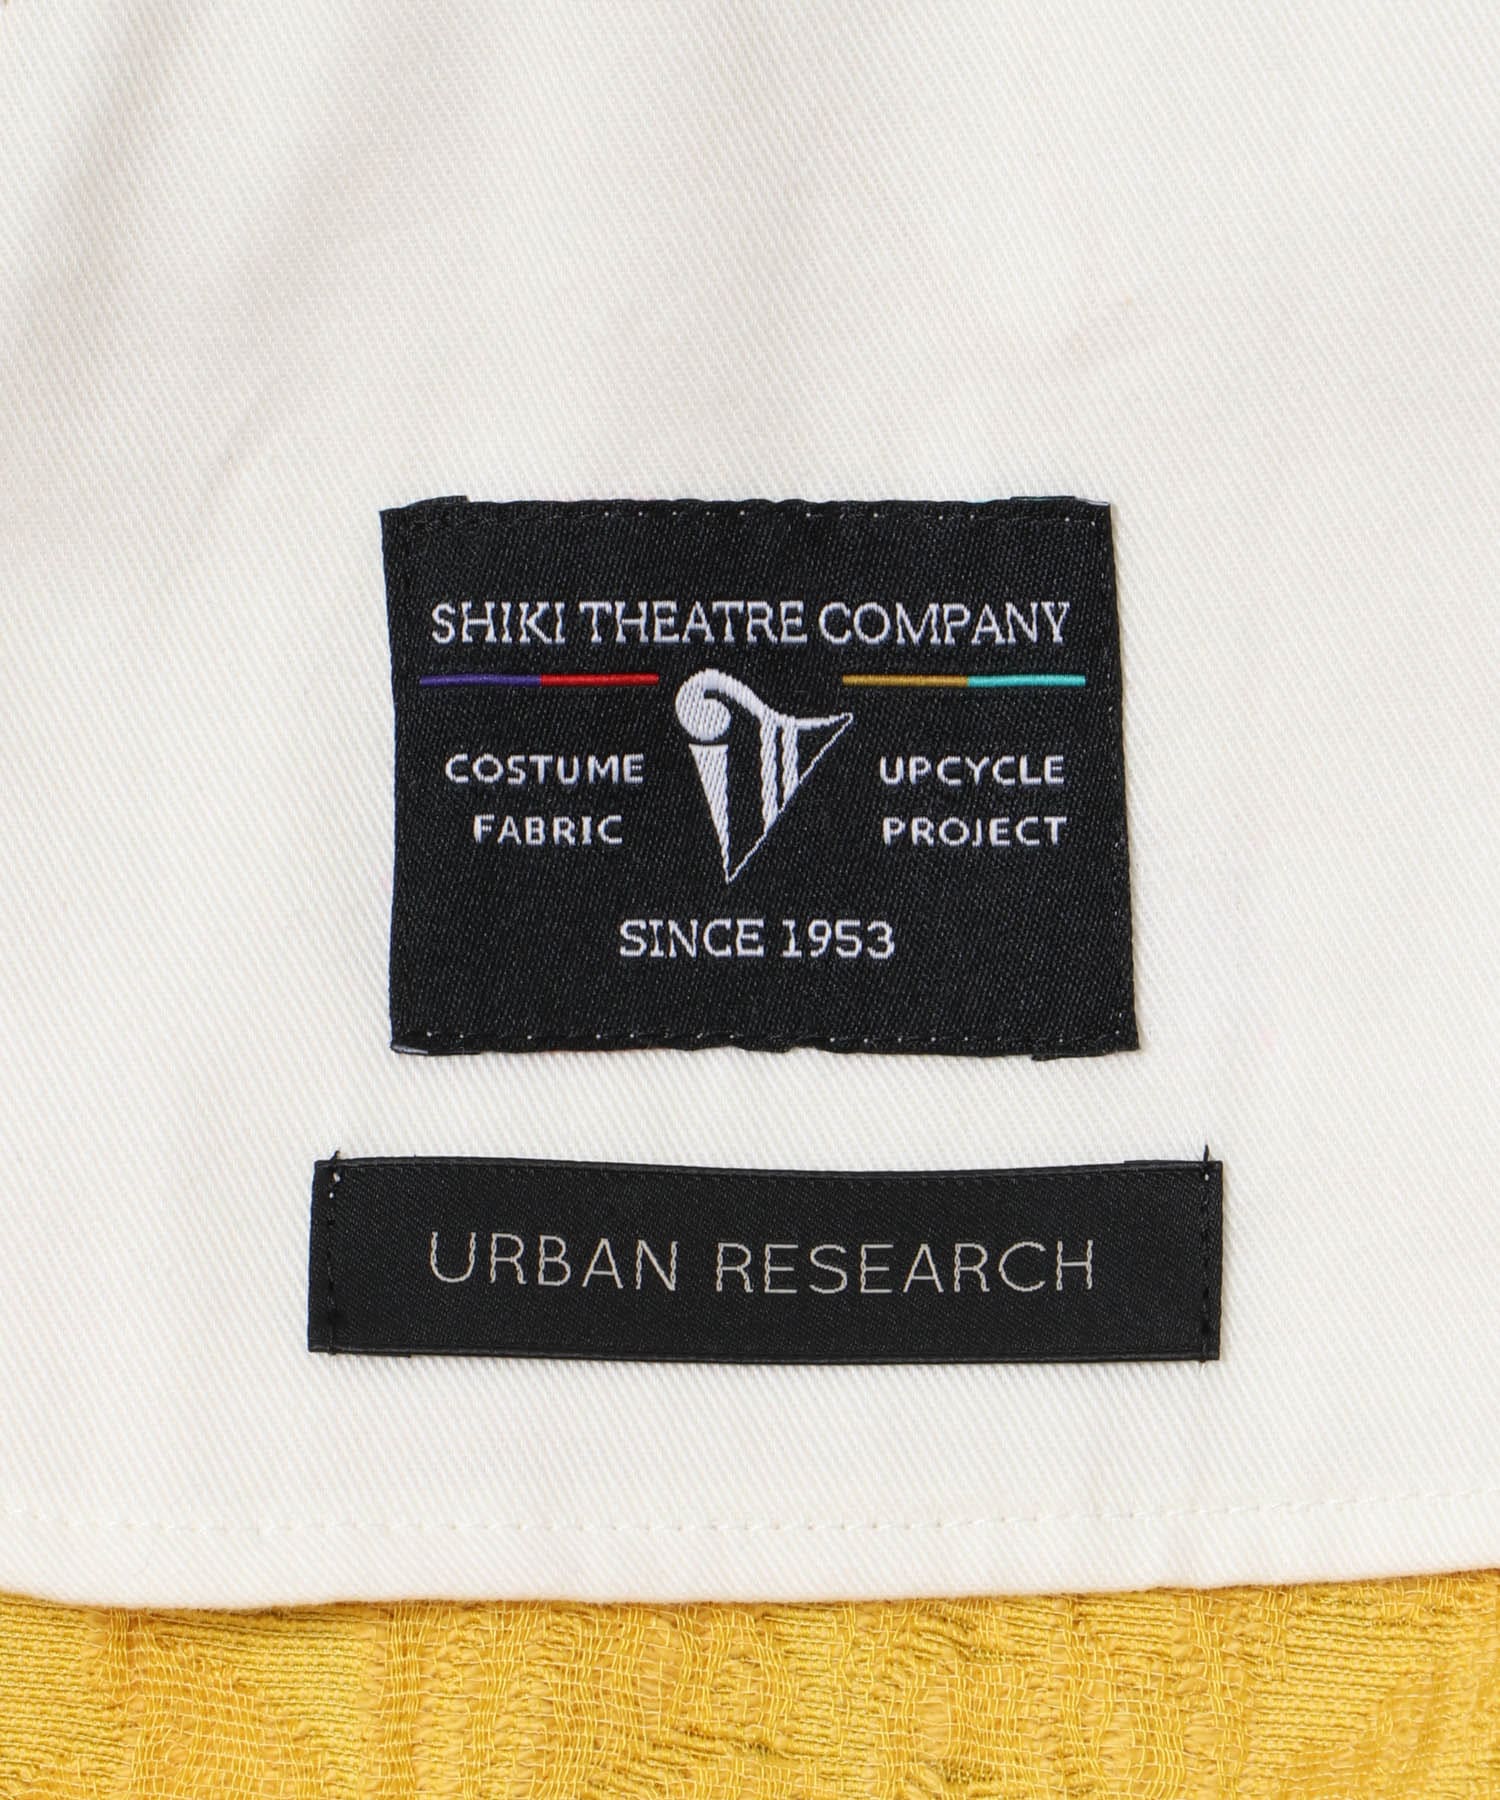 SHIKI THEATRE COMPANY
COSTUME FABRIC
UPCYCLE PROJECT
SINCE 1953
URBAN RESEARCH